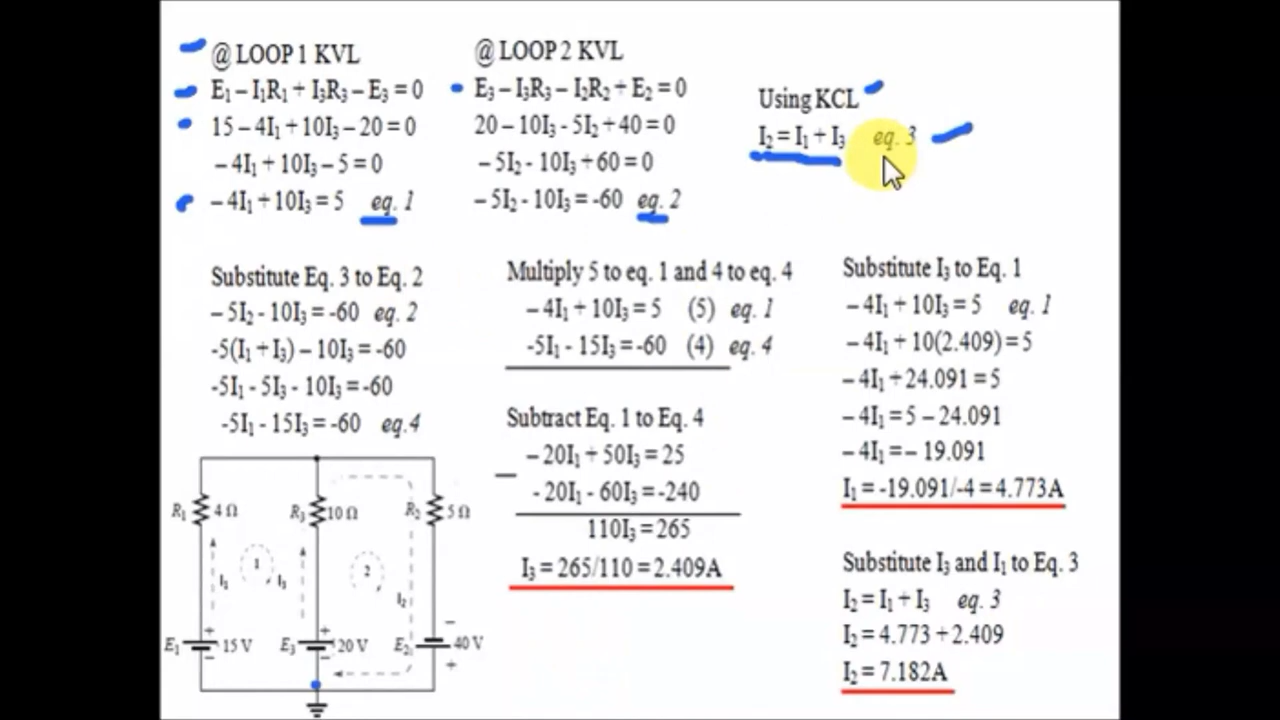 @ LOOP 1 KVL
E₁ – I₁R₁ + I₃R₃ – E₃ = 0
15 – 4I₁ + 10I₃ – 20 = 0
– 4I₁ + 10I₃ – 5 = 0
– 4I₁ + 10I₃ = 5 eq. 1
@ LOOP 2 KVL
E₃ – I₃R₃ – I₂R₂ + E₂ = 0
20 – 10I₃ - 5I₂ + 40 = 0
– 5I₂ - 10I₃ + 60 = 0
– 5I₂ - 10I₃ = -60 eq. 2
Using KCL
I₂ = I₁ + I₃ eq. 3
Substitute Eq. 3 to Eq. 2
– 5I₂ - 10I₃ = -60 eq. 2
-5(I₁ + I₃) – 10I₃ = -60
-5I₁ - 5I₃ - 10I₃ = -60
-5I₁ - 15I₃ = -60 eq.4
Multiply 5 to eq. 1 and 4 to eq. 4
– 4I₁ + 10I₃ = 5 (5) eq. 1
-5I₁ - 15I₃ = -60 (4) eq. 4
Subtract Eq. 1 to Eq. 4
– 20I₁ + 50I₃ = 25
–
- 20I₁ - 60I₃ = -240
110I₃ = 265
I₃ = 265/110 = 2.409A
Substitute I₃ to Eq. 1
– 4I₁ + 10I₃ = 5 eq. 1
– 4I₁ + 10(2.409) = 5
– 4I₁ + 24.091 = 5
– 4I₁ = 5 – 24.091
– 4I₁ = – 19.091
I₁ = -19.091/-4 = 4.773A
Substitute I₃ and I₁ to Eq. 3
I₂ = I₁ + I₃ eq. 3
I₂ = 4.773 + 2.409
I₂ = 7.182A
R₁ 4 Ω R₃ 10 Ω R₂ 5 Ω
1 2
I₁ I₃ I₂
+ + –
E₁ 15 V E₃ 20 V E₂ 40 V
– – +